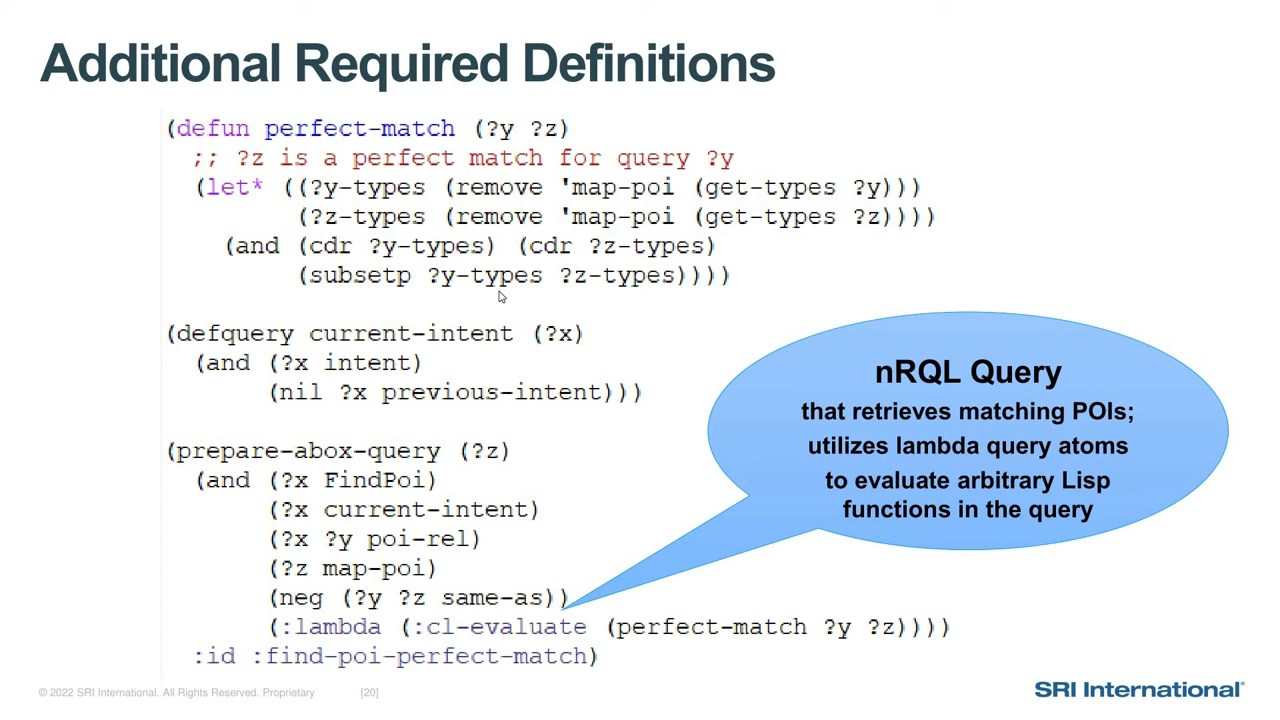 Additional Required Definitions
(defun perfect-match (?y ?z)
  ;; ?z is a perfect match for query ?y
  (let* ((?y-types (remove 'map-poi (get-types ?y)))
         (?z-types (remove 'map-poi (get-types ?z))))
    (and (cdr ?y-types) (cdr ?z-types)
         (subsetp ?y-types ?z-types))))
(defquery current-intent (?x)
  (and (?x intent)
       (nil ?x previous-intent)))
(prepare-abox-query (?z)
  (and (?x FindPoi)
       (?x current-intent)
       (?x ?y poi-rel)
       (?z map-poi)
       (neg (?y ?z same-as))
       (:lambda (:cl-evaluate (perfect-match ?y ?z))))
  :id :find-poi-perfect-match)
nRQL Query
that retrieves matching POIs;
utilizes lambda query atoms
to evaluate arbitrary Lisp
functions in the query
© 2022 SRI International. All Rights Reserved. Proprietary [20]
SRI International®